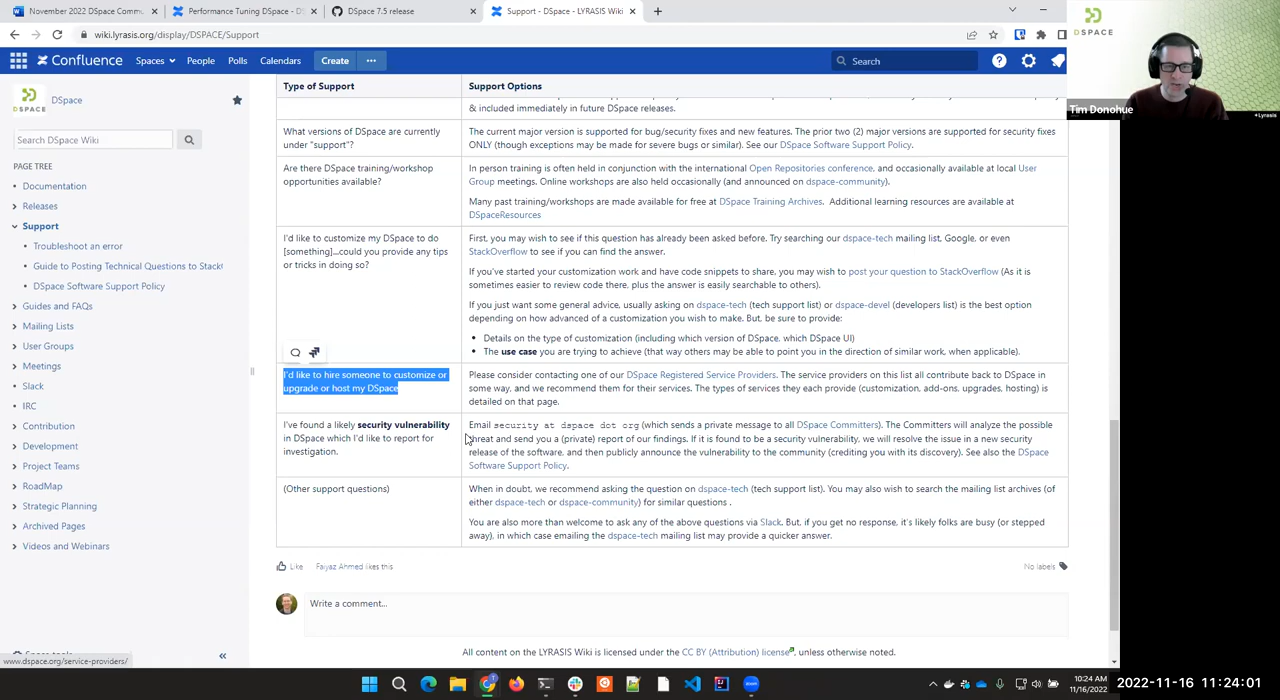 November 2022 DSpace Commu
Performance Tuning DSpace - DS
DSpace 7.5 release
Support - DSpace - LYRASIS Wiki
wiki.lyrasis.org/display/DSPACE/Support
Confluence
Spaces
People
Polls
Calendars
Create
Search
DSPACE
Tim Donohue
Lyrasis
DSPACE
DSpace
Search DSpace Wiki
PAGE TREE
Documentation
Releases
Support
Troubleshoot an error
Guide to Posting Technical Questions to Stack
DSpace Software Support Policy
Guides and FAQs
Mailing Lists
User Groups
Meetings
Slack
IRC
Contribution
Development
Project Teams
RoadMap
Strategic Planning
Archived Pages
Videos and Webinars
www.dspace.org/service-providers/
Type of Support
Support Options
& included immediately in future DSpace releases.
What versions of DSpace are currently
under "support"?
The current major version is supported for bug/security fixes and new features. The prior two (2) major versions are supported for security fixes
ONLY (though exceptions may be made for severe bugs or similar). See our DSpace Software Support Policy.
Are there DSpace training/workshop
opportunities available?
In person training is often held in conjunction with the international Open Repositories conference, and occasionally available at local User
Group meetings. Online workshops are also held occasionally (and announced on dspace-community).
Many past training/workshops are made available for free at DSpace Training Archives. Additional learning resources are available at
DSpaceResources
I'd like to customize my DSpace to do
[something]...could you provide any tips
or tricks in doing so?
First, you may wish to see if this question has already been asked before. Try searching our dspace-tech mailing list, Google, or even
StackOverflow to see if you can find the answer.
If you've started your customization work and have code snippets to share, you may wish to post your question to StackOverflow (As it is
sometimes easier to review code there, plus the answer is easily searchable to others).
If you just want some general advice, usually asking on dspace-tech (tech support list) or dspace-devel (developers list) is the best option
depending on how advanced of a customization you wish to make. But, be sure to provide:
• Details on the type of customization (including which version of DSpace, which DSpace UI)
• The use case you are trying to achieve (that way others may be able to point you in the direction of similar work, when applicable).
I'd like to hire someone to customize or
upgrade or host my DSpace
Please consider contacting one of our DSpace Registered Service Providers. The service providers on this list all contribute back to DSpace in
some way, and we recommend them for their services. The types of services they each provide (customization, add-ons, upgrades, hosting) is
detailed on that page.
I've found a likely security vulnerability
in DSpace which I'd like to report for
investigation.
Email security at dspace dot org (which sends a private message to all DSpace Committers). The Committers will analyze the possible
threat and send you a (private) report of our findings. If it is found to be a security vulnerability, we will resolve the issue in a new security
release of the software, and then publicly announce the vulnerability to the community (crediting you with its discovery). See also the DSpace
Software Support Policy.
(Other support questions)
When in doubt, we recommend asking the question on dspace-tech (tech support list). You may also wish to search the mailing list archives (of
either dspace-tech or dspace-community) for similar questions .
You are also more than welcome to ask any of the above questions via Slack. But, if you get no response, it's likely folks are busy (or stepped
away), in which case emailing the dspace-tech mailing list may provide a quicker answer.
Like
Faiyaz Ahmed likes this
No labels
Write a comment...
All content on the LYRASIS Wiki is licensed under the CC BY (Attribution) license, unless otherwise noted.
10:24 AM
11/16/2022
2022-11-16 11:24:01